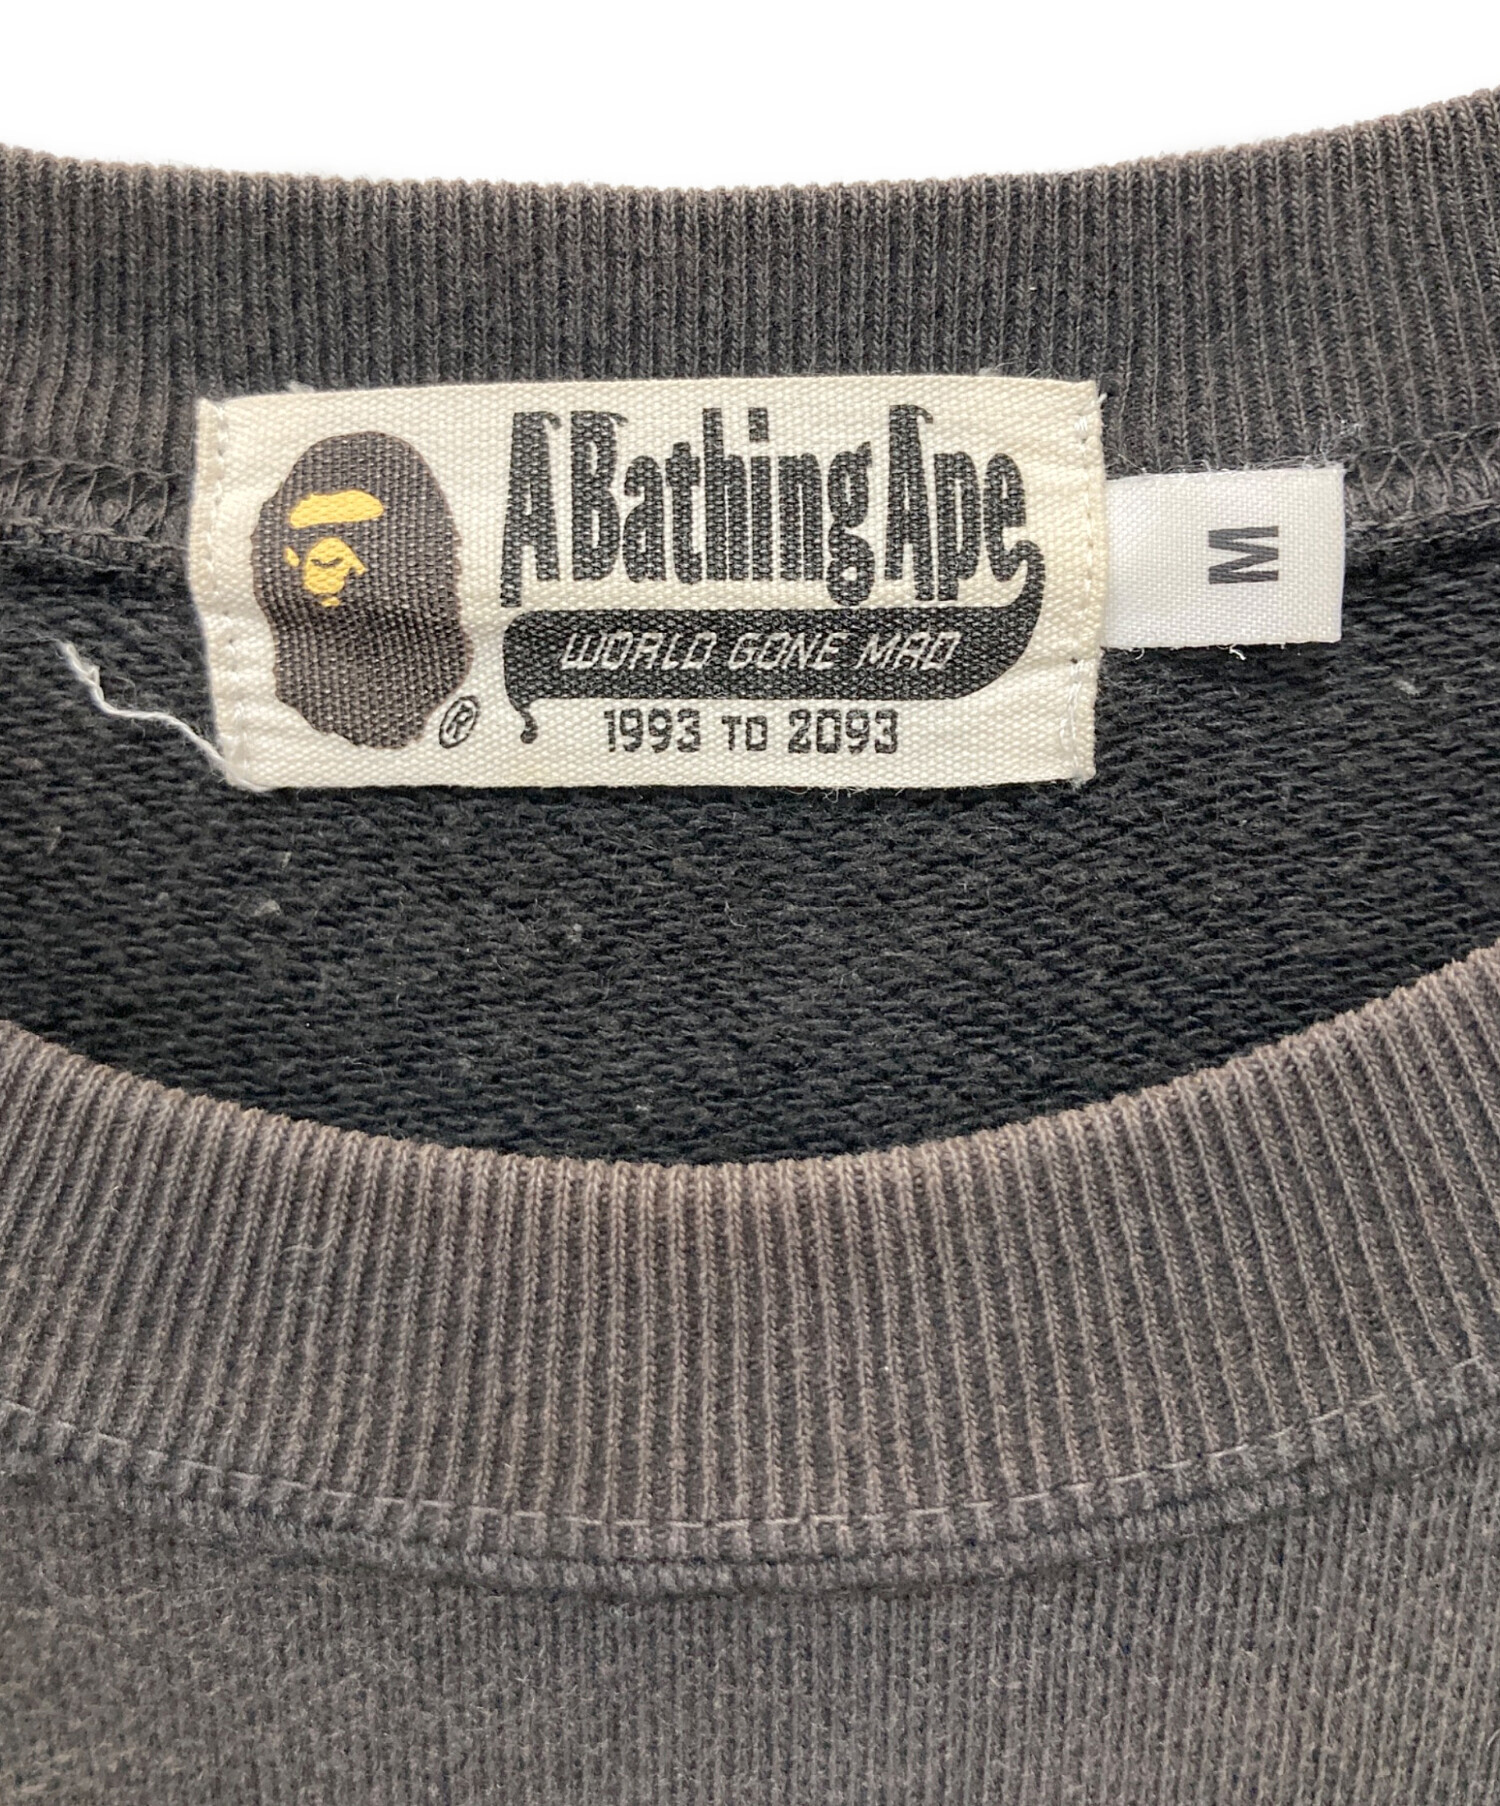 A Bathing Ape
WORLD GONE MAD
®
1993 TO 2093
M